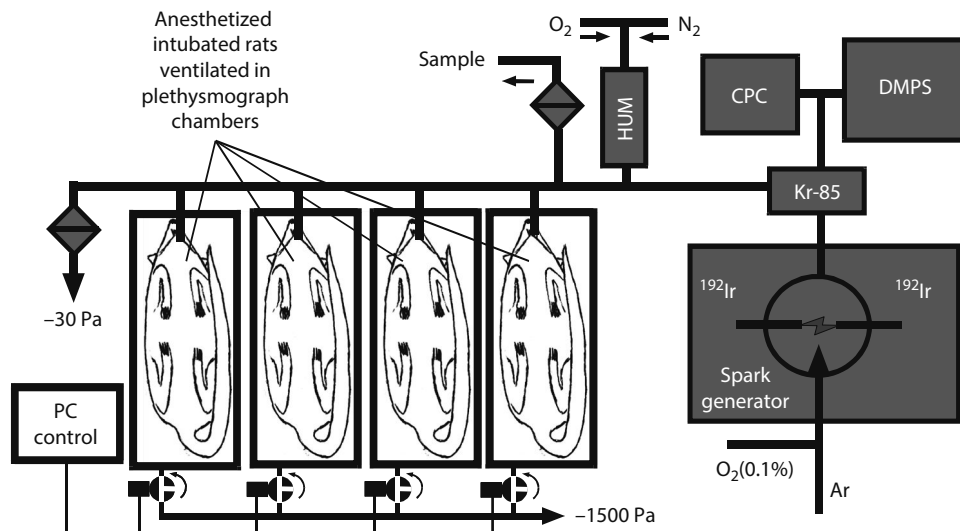 Anesthetized
intubated rats
ventilated in
plethysmograph
chambers
Sample
O₂
N₂
HUM
CPC
DMPS
Kr-85
–30 Pa
¹⁹²Ir
¹⁹²Ir
Spark
generator
PC
control
O₂(0.1%)
Ar
–1500 Pa